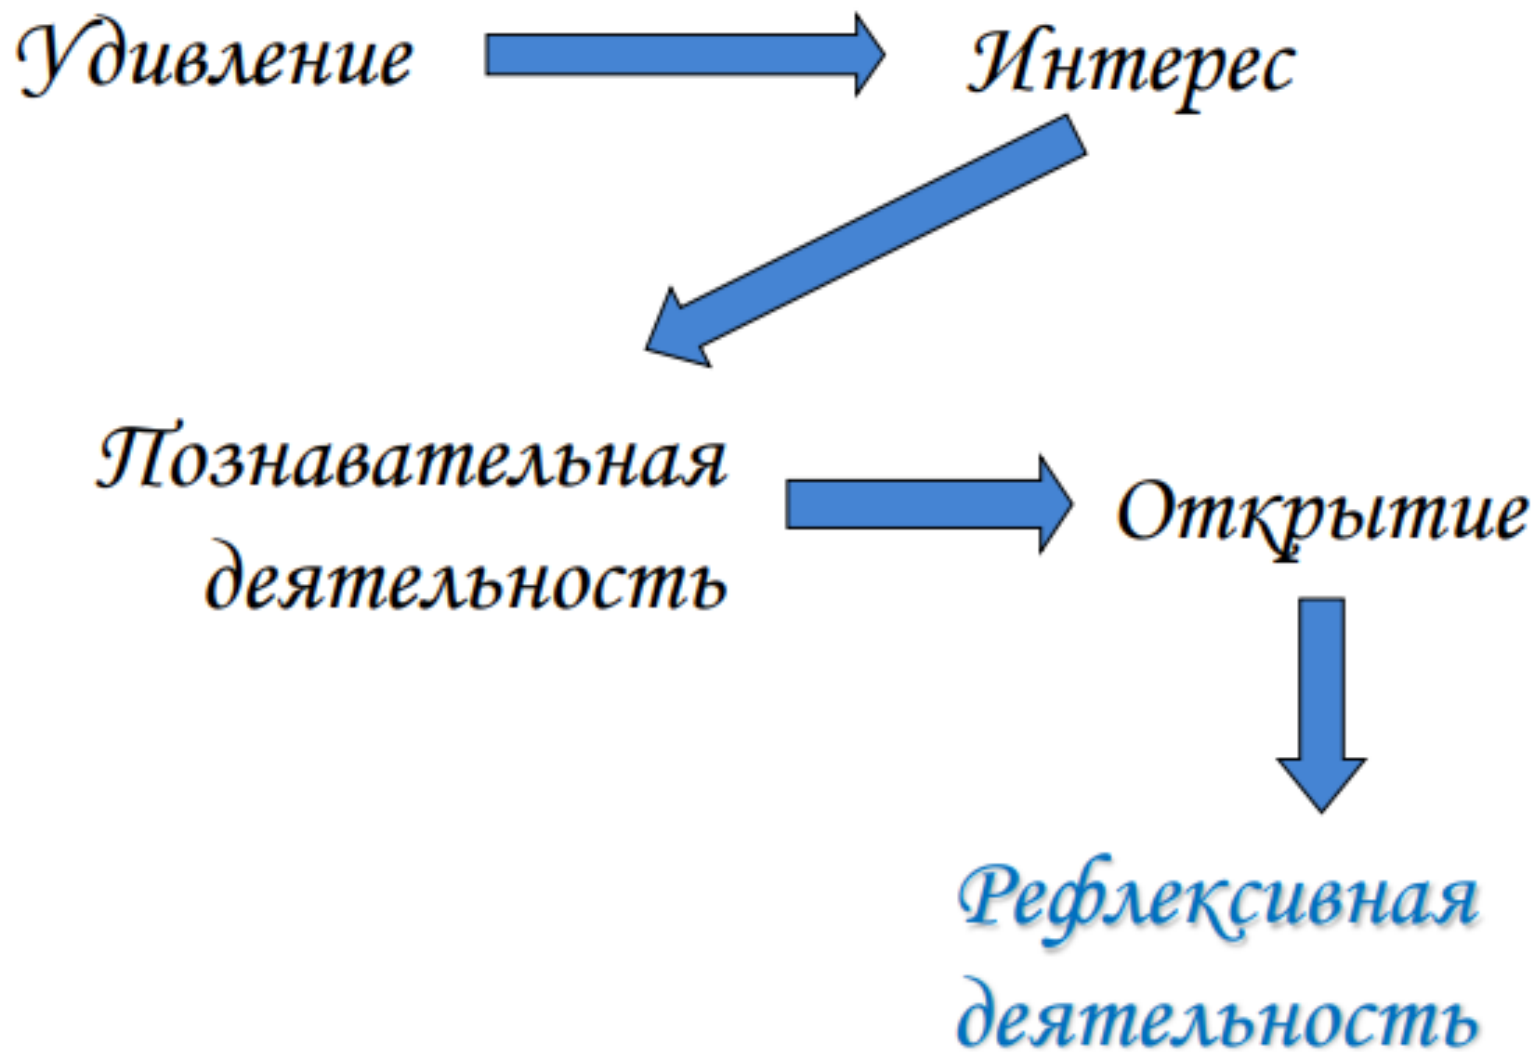 Удивление
Интерес
Познавательная
деятельность
Открытие
Рефлексивная
деятельность